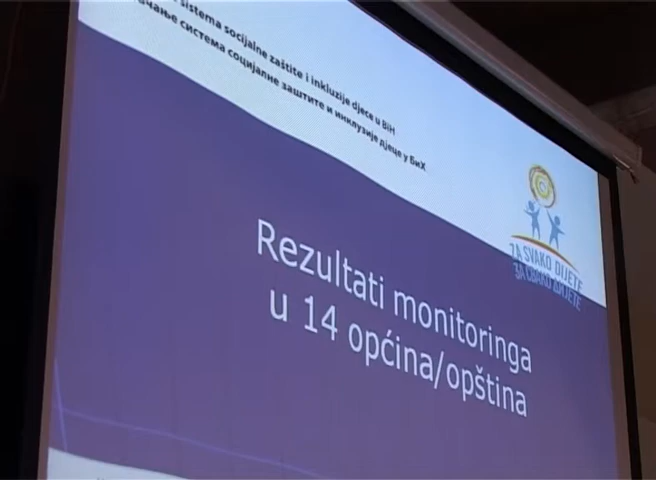 sistema socijalne zaštite i inkluzije djece u BiH
система социјалне заштите и инклузије дјеце у БиХ
ZA SVAKO DIJETE
ЗА СВАКО ДИЈЕТЕ
Rezultati monitoringa
u 14 općina/opština